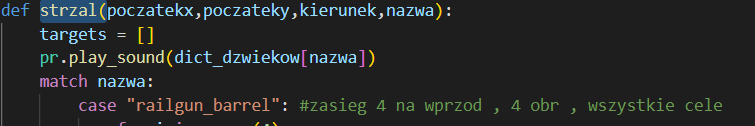 def strzal(poczatekx,poczateky,kierunek,nazwa):
    targets = []
    pr.play_sound(dict_dzwiekow[nazwa])
    match nazwa:
        case "railgun_barrel": #zasieg 4 na wprzod , 4 obr , wszystkie cele